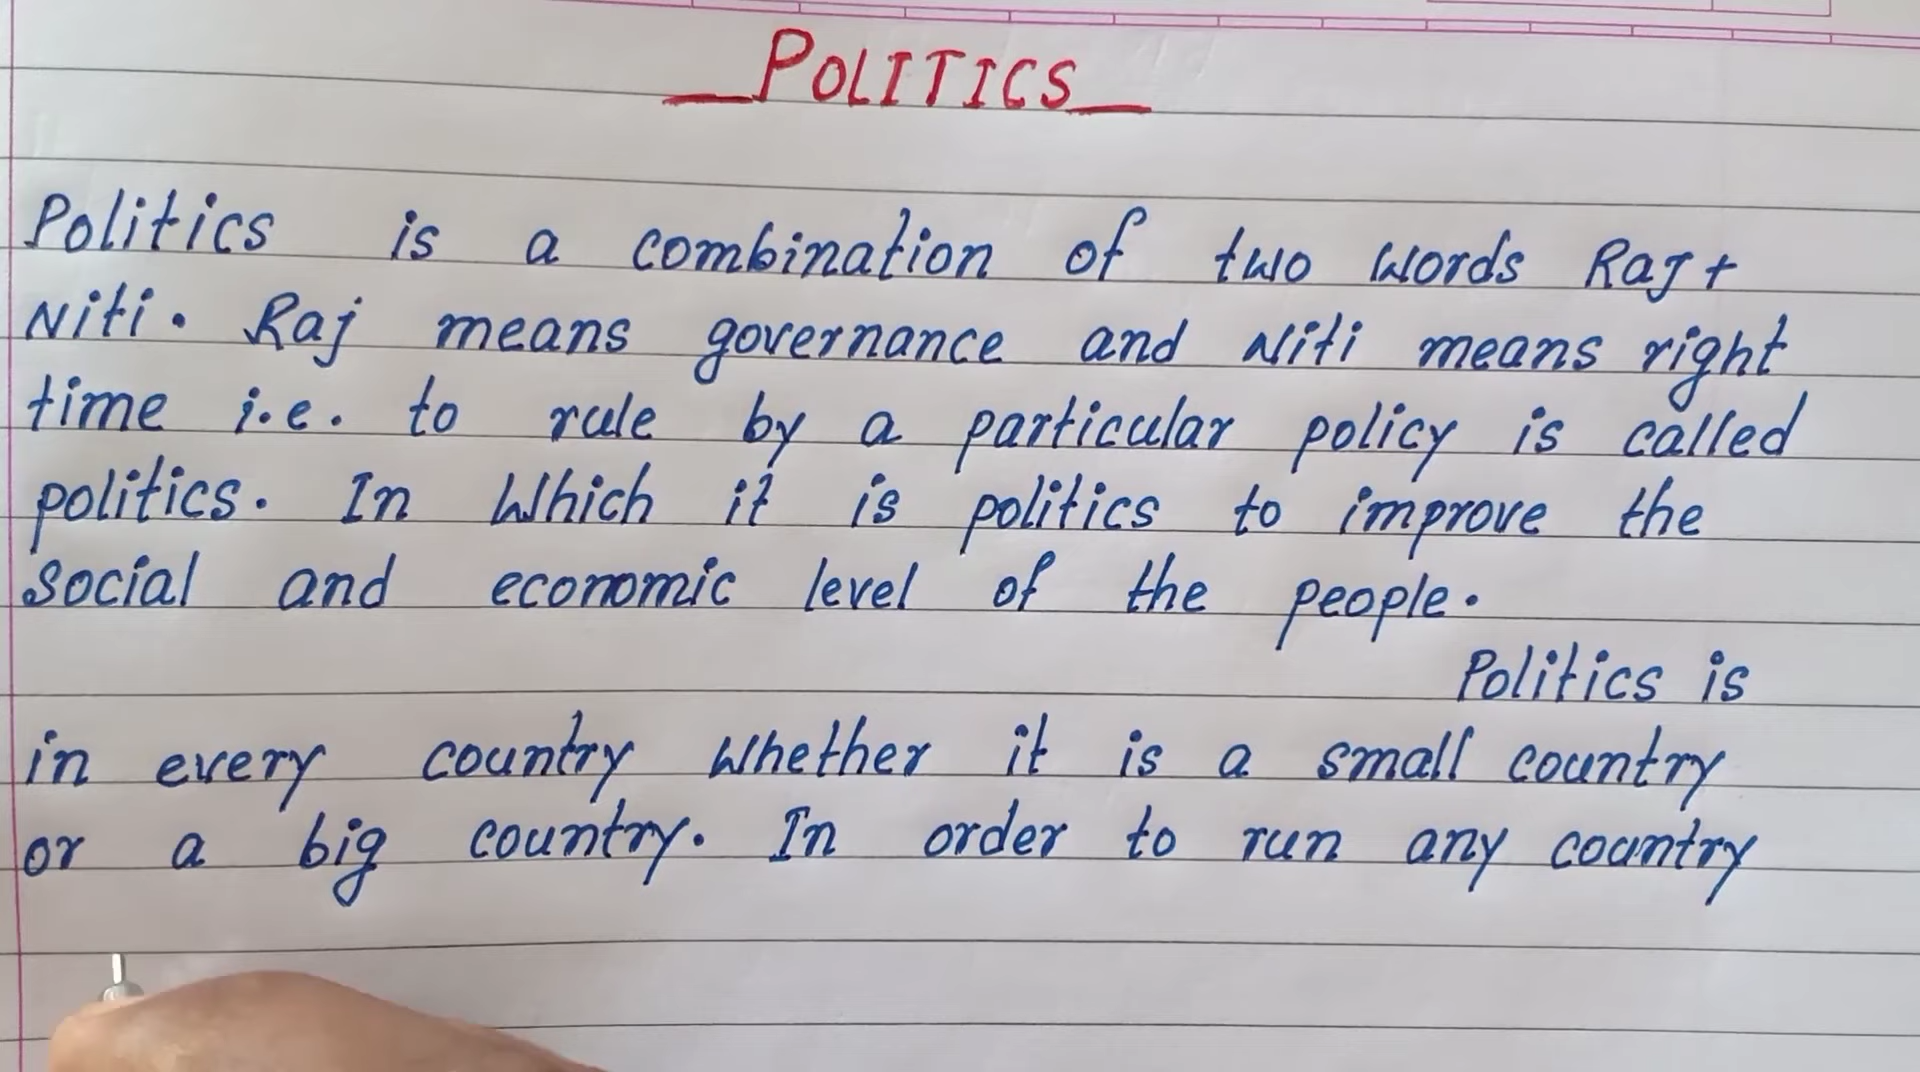 POLITICS
Politics is a combination of two words Raj +
Niti. Raj means governance and Niti means right
time i.e. to rule by a particular policy is called
politics. In Which it is politics to improve the
social and economic level of the people.
Politics is
in every country whether it is a small country
or a big country. In order to run any country